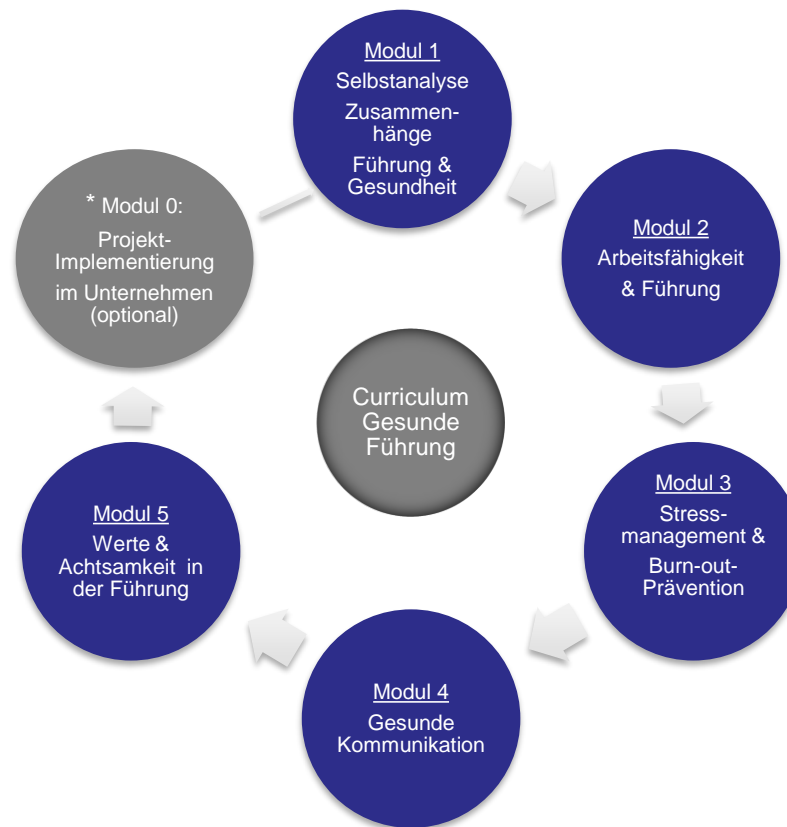 Modul 1
Selbstanalyse
Zusammen-
hänge
Führung &
Gesundheit
Modul 2
Arbeitsfähigkeit
& Führung
Modul 3
Stress-
management &
Burn-out-
Prävention
Modul 4
Gesunde
Kommunikation
Modul 5
Werte &
Achtsamkeit in
der Führung
* Modul 0:
Projekt-
Implementierung
im Unternehmen
(optional)
Curriculum
Gesunde
Führung